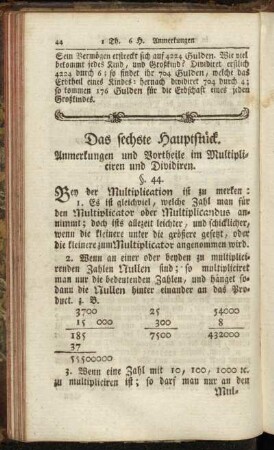 44 1 Th. 6 H. Anmerkungen
Sein Vermögen erstreckt sich auf 4224 Gulden. Wie viel
bekommt jedes Kind, und Großkind? Dividiret erstlich
4224 durch 6: so findet ihr 704 Gulden, welche das
Erbtheil eines Kindes: hernach dividiret 704 durch 4;
so kommen 176 Gulden für die Erbschaft eines jeden
Großkindes.
Das sechste Hauptstück.
Anmerkungen und Vortheile im Multipli-
ciren und Dividiren.
§. 44.
Bey der Multiplication ist zu merken:
1. Es ist gleichviel, welche Zahl man für
den Multiplicator oder Multiplicandus an-
nimmt; doch ists allezeit leichter, und schicklicher,
wenn die kleinere unter die größere gesetzt, oder
die kleinere zum Multiplicator angenommen wird.
2. Wenn an einer oder beyden zu multiplici-
renden Zahlen Nullen sind; so multipliciret
man nur die bedeutenden Zahlen, und hänget so-
dann die Nullen hinter einander an das Pro-
duct. z. B.
3700 25 54000
15 000 300 8
185 7500 432000
37
55500000
3. Wenn eine Zahl mit 10, 100, 1000 ꝛc.
zu multipliciren ist; so darf man nur an den
Mul-